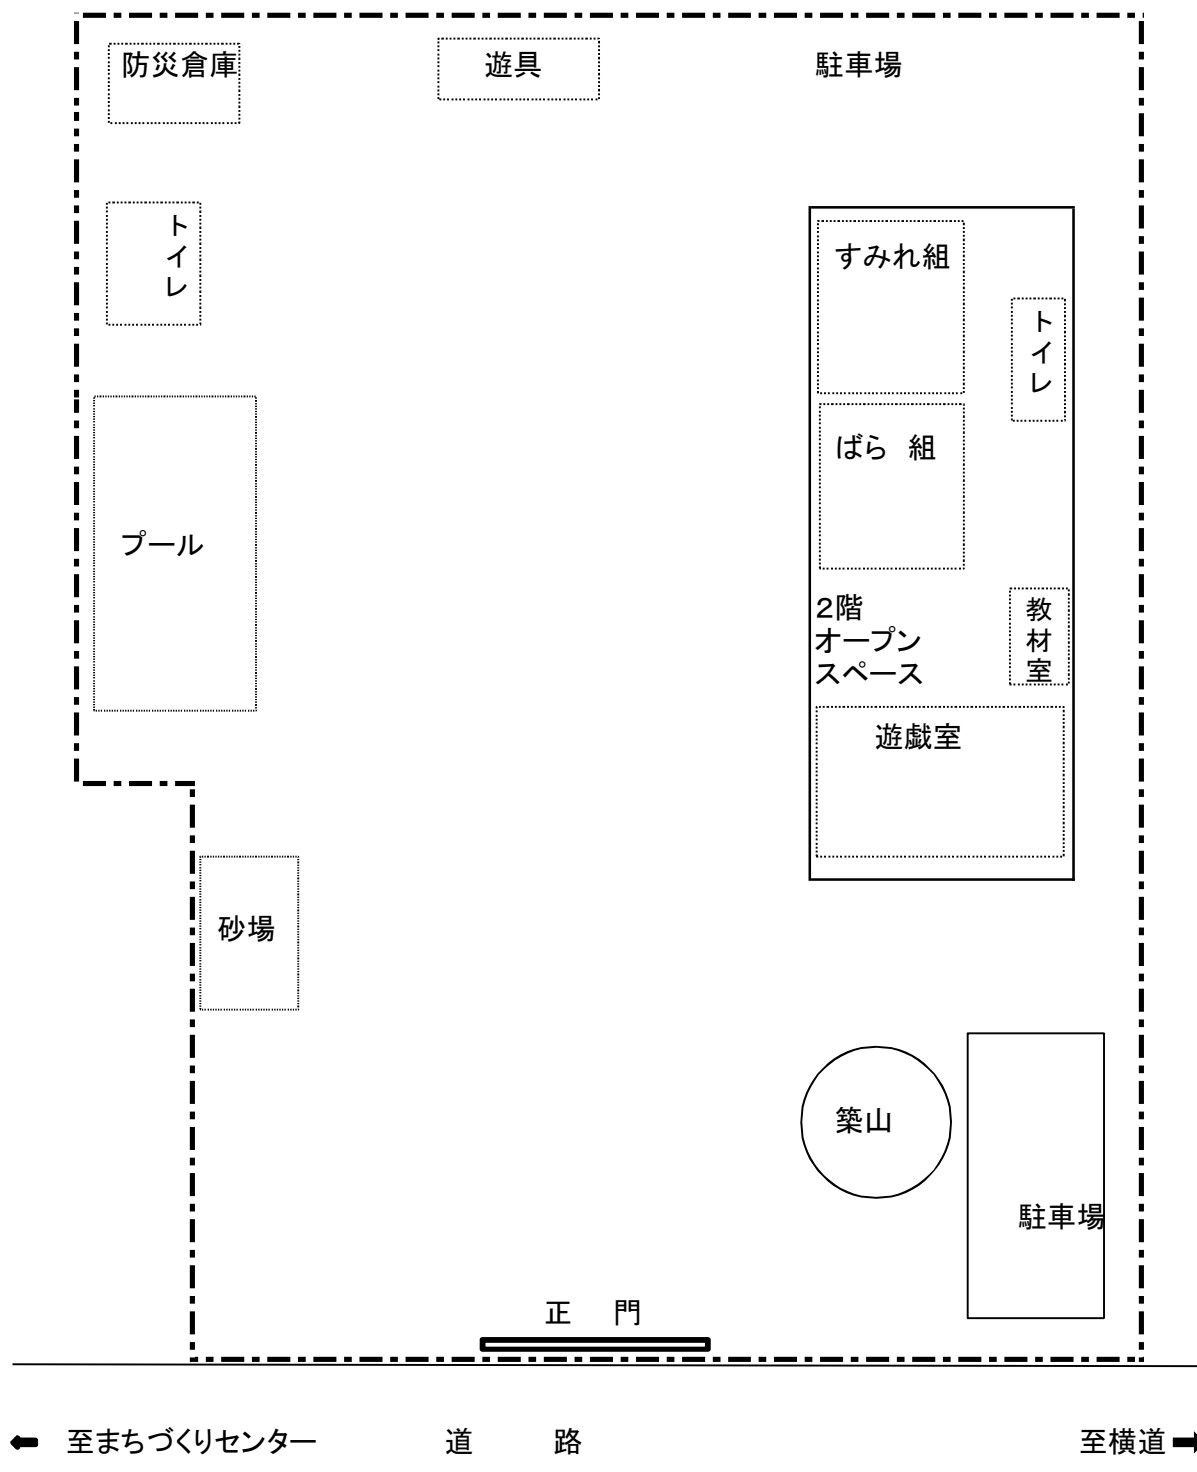 防災倉庫
遊具
駐車場
トイレ
すみれ組
トイレ
ばら 組
プール
2階
オープン
スペース
教材室
遊戯室
砂場
築山
駐車場
正 門
至まちづくりセンター
道 路
至横道